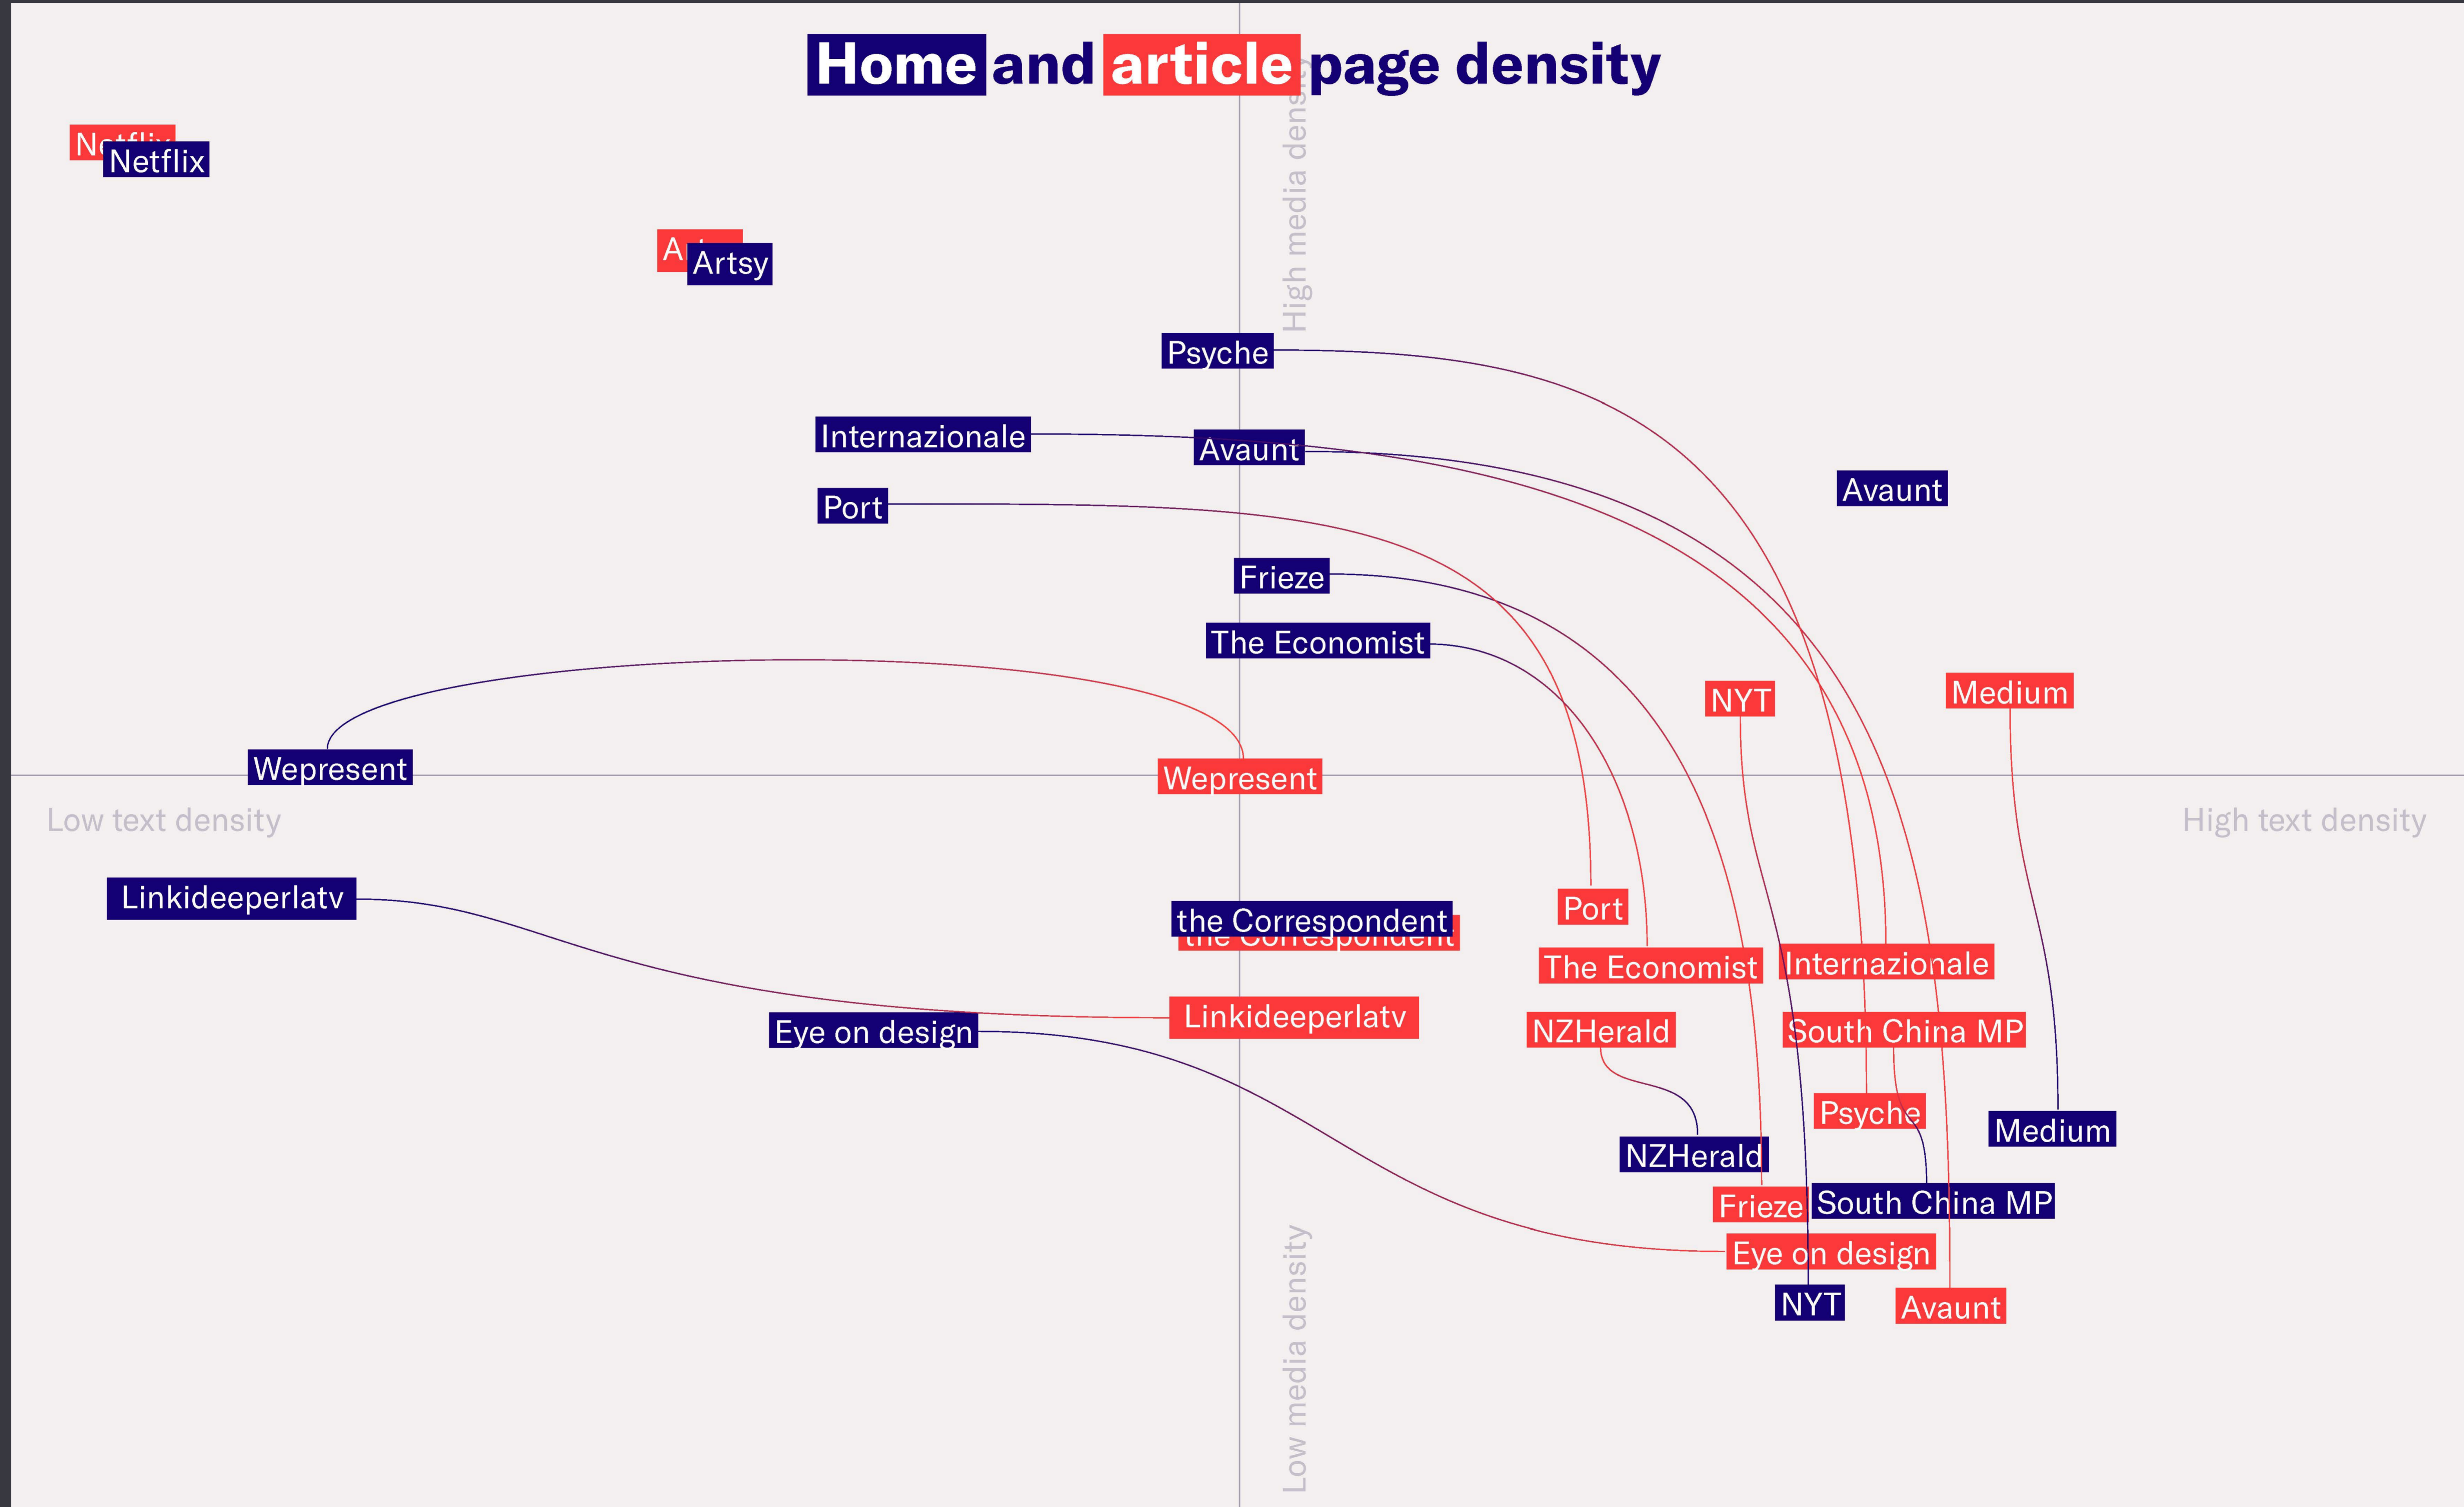 Home and article page density
High media density
Netflix
Netflix
Artsy
Psyche
Internazionale
Avaunt
Avaunt
Port
Frieze
The Economist
NYT
Medium
Wepresent
Wepresent
Low text density
High text density
Linkideeperlatv
the Correspondent
the Correspondent
Port
The Economist
Internazionale
Linkideeperlatv
Eye on design
NZHerald
South China MP
Psyche
Medium
NZHerald
Frieze
South China MP
Eye on design
NYT
Avaunt
Low media density